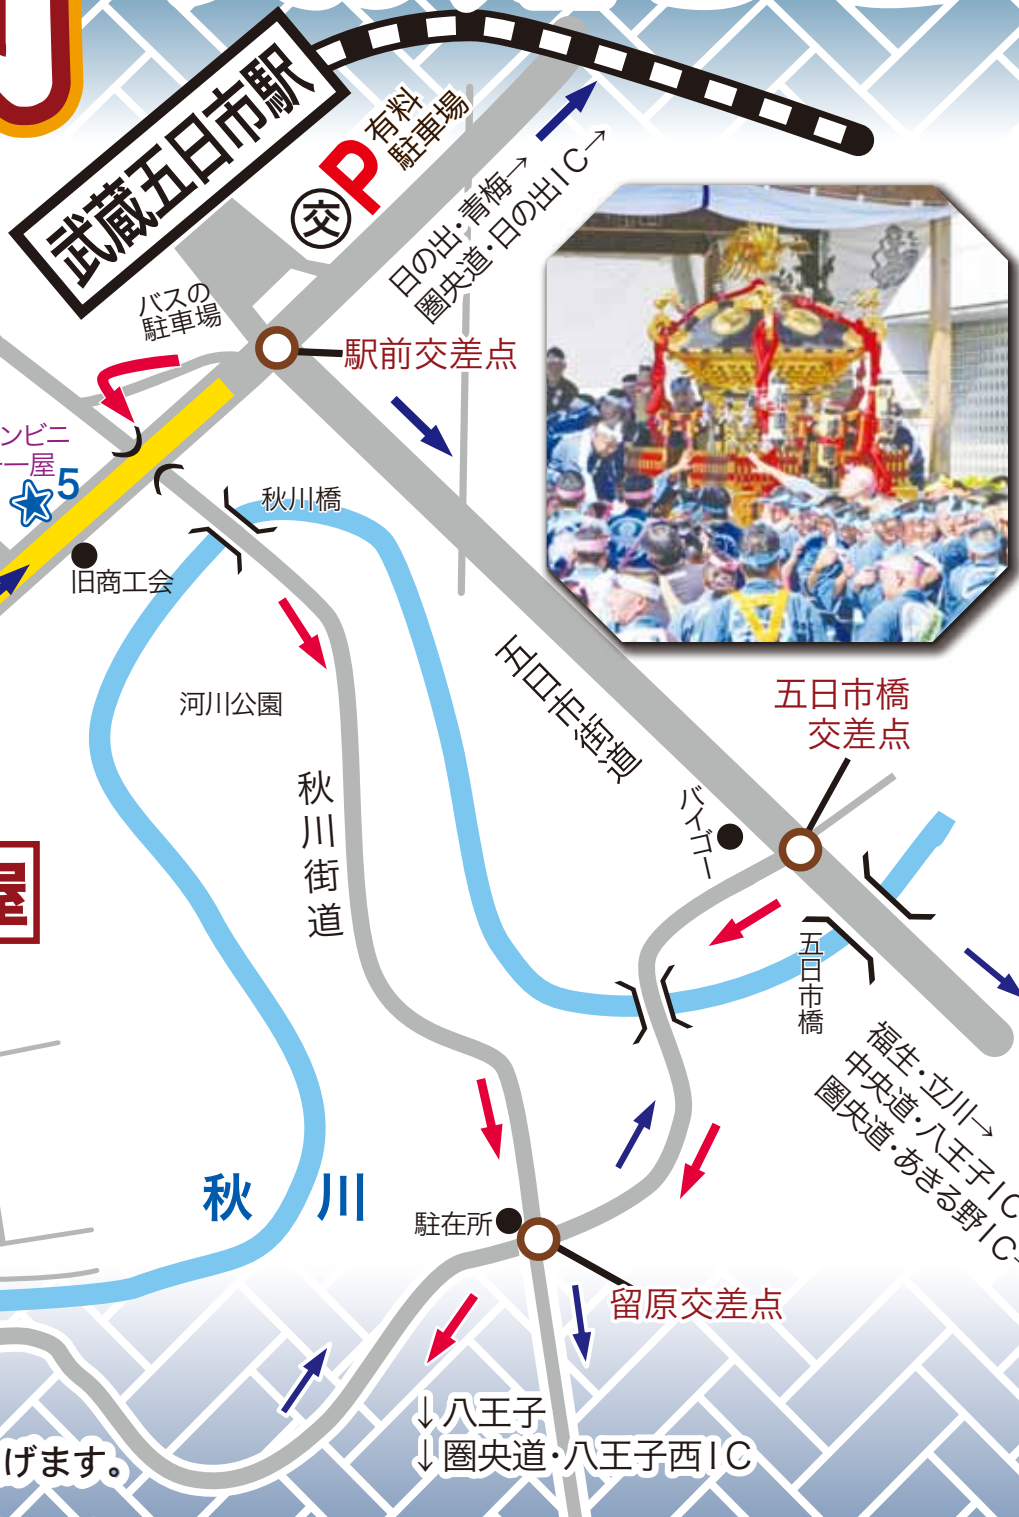 武蔵五日市駅
有料
駐車場
P
交
日の出・青梅→
圏央道・日の出IC→
バスの
駐車場
駅前交差点
ンビニ
一屋
5
秋川橋
旧商工会
河川公園
五日市街道
五日市橋
交差点
秋川街道
バイゴー
屋
五日市橋
福生・立川→
中央道・八王子IC
圏央道・あきる野IC→
秋川
駐在所
留原交差点
↓八王子
↓圏央道・八王子西IC
げます。